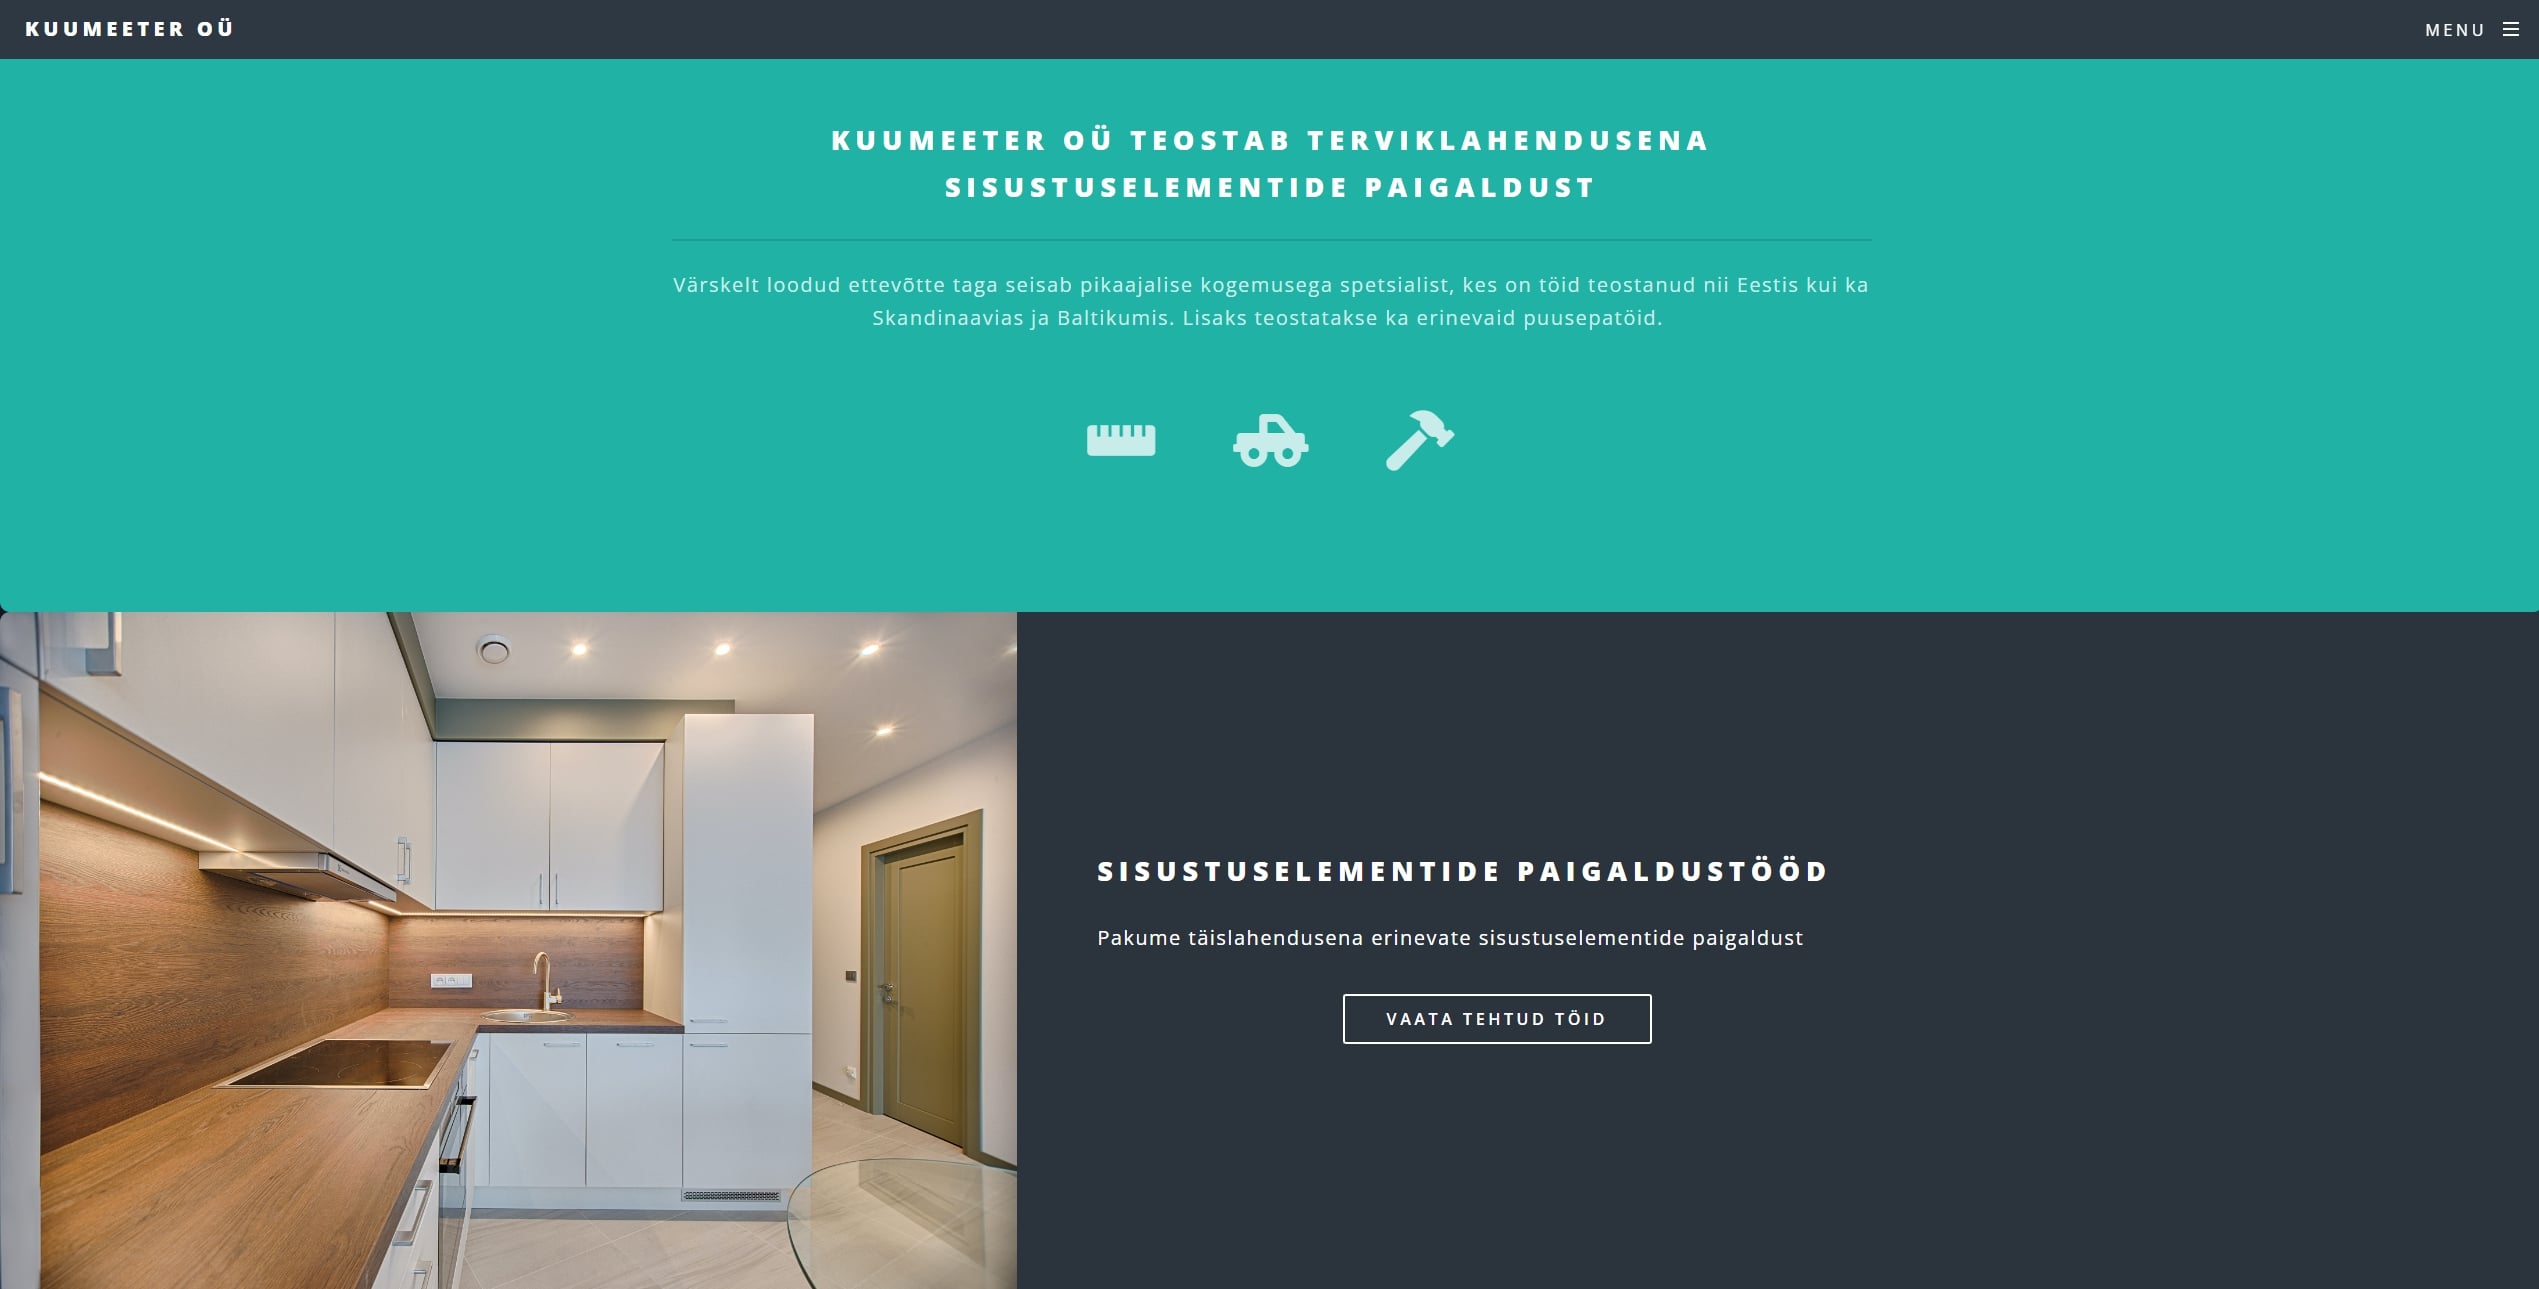 KUUMEETER OÜ
MENU
KUUMEETER OÜ TEOSTAB TERVIKLAHENDUSENA
SISUSTUSELEMENTIDE PAIGALDUST
Värskelt loodud ettevõtte taga seisab pikaajalise kogemusega spetsialist, kes on töid teostanud nii Eestis kui ka
Skandinaavias ja Baltikumis. Lisaks teostatakse ka erinevaid puusepatöid.
SISUSTUSELEMENTIDE PAIGALDUSTÖÖD
Pakume täislahendusena erinevate sisustuselementide paigaldust
VAATA TEHTUD TÖID